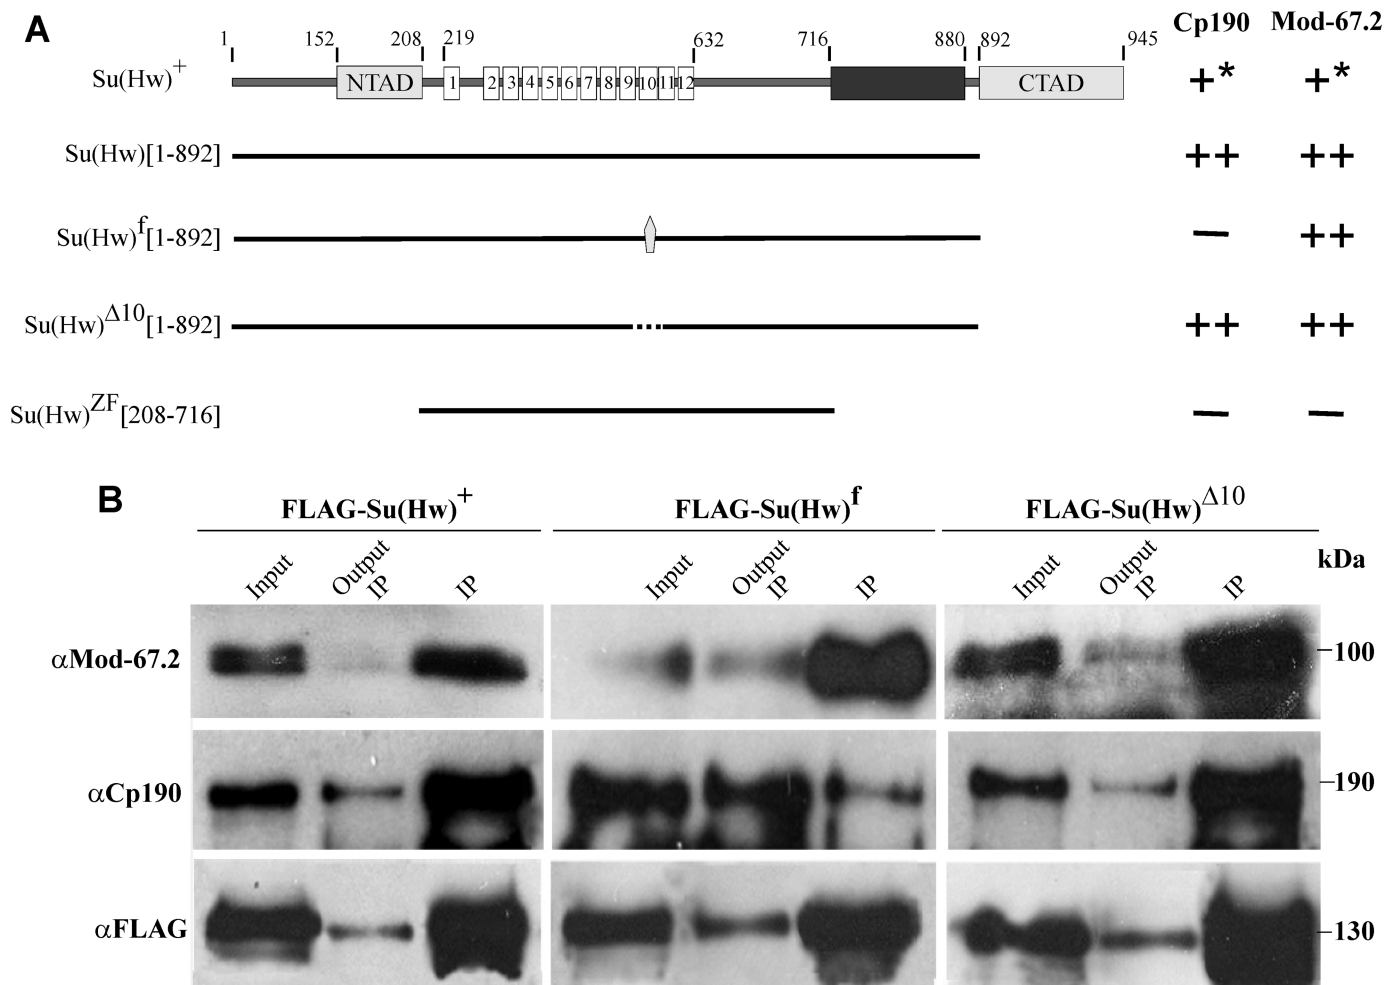 A
Cp190 Mod-67.2
1 152 208 219 632 716 880 892 945
Su(Hw)+ NTAD 1 2 3 4 5 6 7 8 9 10 11 12 CTAD +* +*
Su(Hw)[1-892] ++ ++
Su(Hw)f[1-892] — ++
Su(Hw)Δ10[1-892] ++ ++
Su(Hw)ZF[208-716] — —
B
FLAG-Su(Hw)+ FLAG-Su(Hw)f FLAG-Su(Hw)Δ10
kDa
Input Output IP IP Input Output IP IP Input Output IP IP
αMod-67.2 100
αCp190 190
αFLAG 130